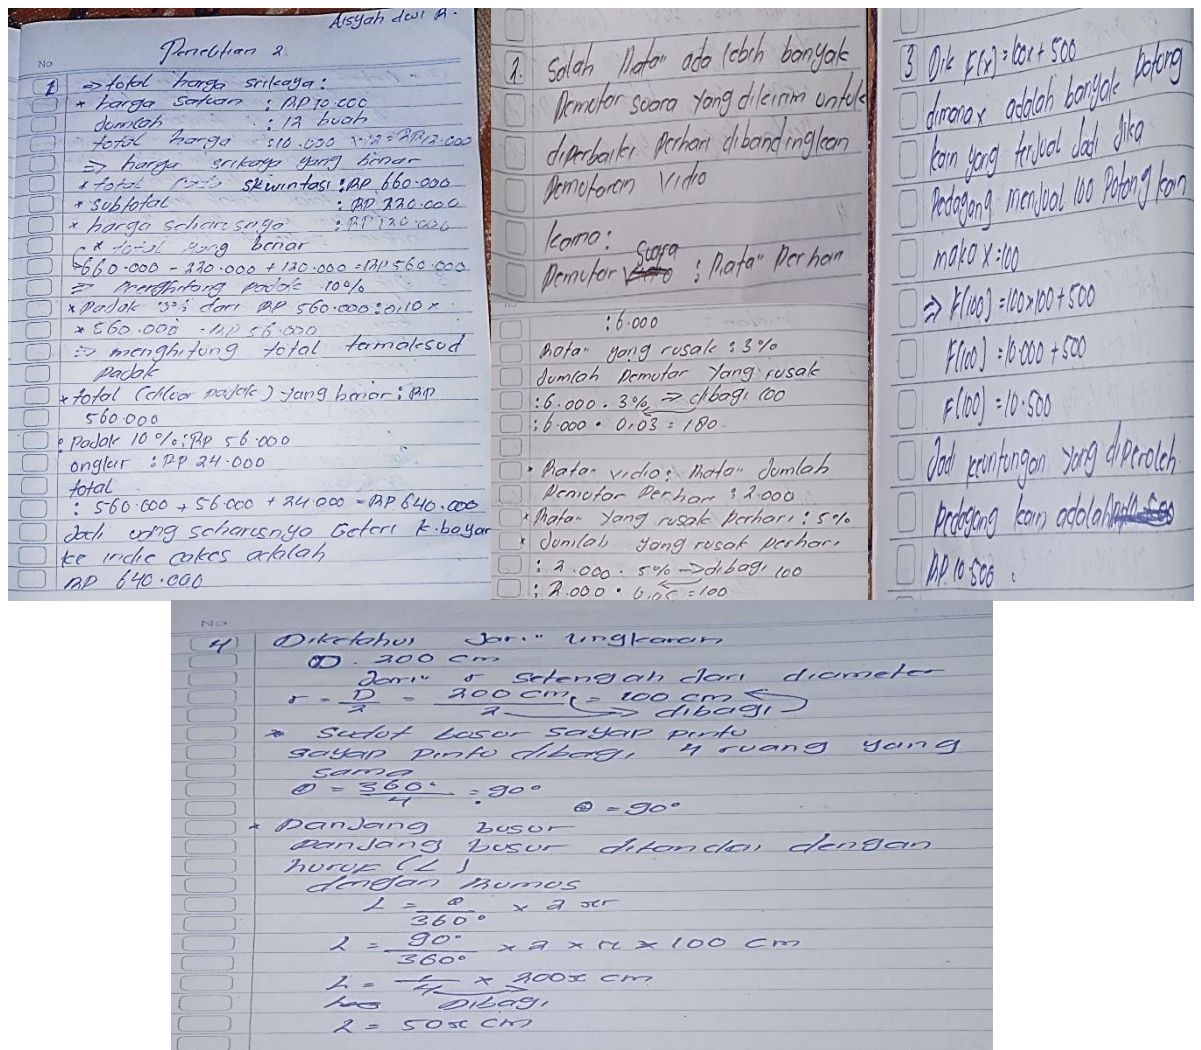 Aisyah dewi R.
Penelitian 2
No
1 => total harga srikaya:
* harga satuan : RP 10.000
Jumlah : 12 buah
total harga : 10.000 × 12 = RP 12.000
=> harga srikaya yang benar
* total skwintasi : RP 660.000
* subtotal : RP 220.000
* harga seharusnya : RP 120.000
* total yang benar
660.000 - 220.000 + 120.000 = RP 560.000
=> menghitung Padak 10%
* Padak 10% dari RP 560.000 : 0,10 ×
* 560.000 = RP 56.000
=> menghitung total termaksud
Padak
* total (diluar padak) yang benar : RP
560.000
: Padak 10% : RP 56.000
ongkir : RP 24.000
total
: 560.000 + 56.000 + 24.000 = RP 640.000
Jadi uang seharusnya Geteri k.bayar
ke indie cakes adalah
RP 640.000
2. Salah Rata" ada lebih banyak
Pemutar suara yang dikirim untuk
diperbaiki Perhari dibandingkan
Pemutaran Vidio
karna:
Pemutar Suara : Rata" Perhari
: 6.000
Rata" yang rusak : 3%
Jumlah Pemutar Yang rusak
: 6.000 . 3% => dibagi 100
: 6.000 . 0,03 = 180
* Rata" vidio : Rata" Jumlah
Pemutar Perhari : 2.000
* Rata" yang rusak Perhari : 5%
* Jumlah yang rusak perhari
: 2.000 . 5% -> dibagi 100
: 2.000 . 0,05 = 100
3 Dik F(x) = 100x + 500
dimana x adalah banyak potong
kain yang terjual Jadi Jika
Pedagang menjual 100 Potong kain
maka x = 100
=> F(100) = 100×100 + 500
F(100) = 10.000 + 500
F(100) = 10.500
Jadi keuntungan yang diperoleh
pedagang kain adalah
RP 10.500.
No
4 Diketahui Jari" lingkaran
D. 200 cm
Jari" r setengah dari diameter
r = D/2 = 200 cm/2 = 100 cm
dibagi
* Sudut busur sayap pintu
sayap pintu dibagi 4 ruang yang
sama
θ = 360°/4 = 90°
θ = 90°
* Panjang busur
Panjang busur ditandai dengan
huruf (L)
dengan Rumus
L = θ/360° × 2 πr
L = 90°/360° × 2 × π × 100 cm
L = 1/4 × 200π cm
Dibagi
L = 50π cm